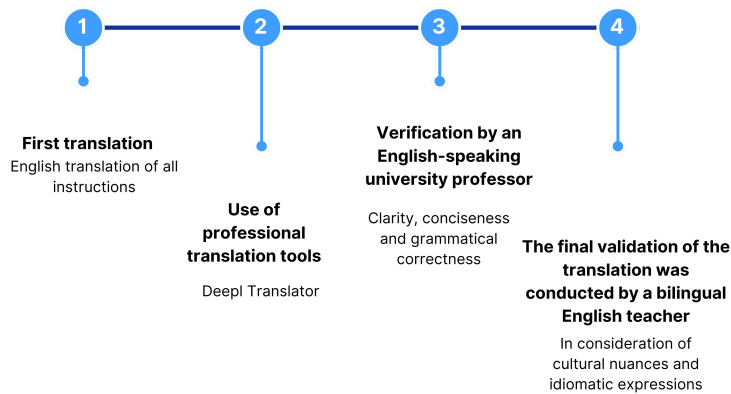 1
2
3
4
First translation
English translation of all
instructions
Use of
professional
translation tools
Deepl Translator
Verification by an
English-speaking
university professor
Clarity, conciseness
and grammatical
correctness
The final validation of the
translation was
conducted by a bilingual
English teacher
In consideration of
cultural nuances and
idiomatic expressions